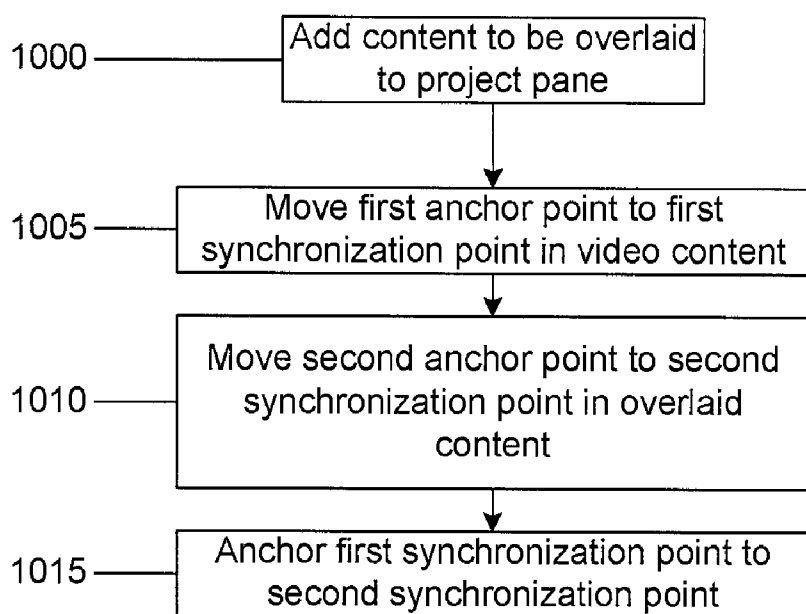 1000
Add content to be overlaid
to project pane
1005
Move first anchor point to first
synchronization point in video content
1010
Move second anchor point to second
synchronization point in overlaid
content
1015
Anchor first synchronization point to
second synchronization point